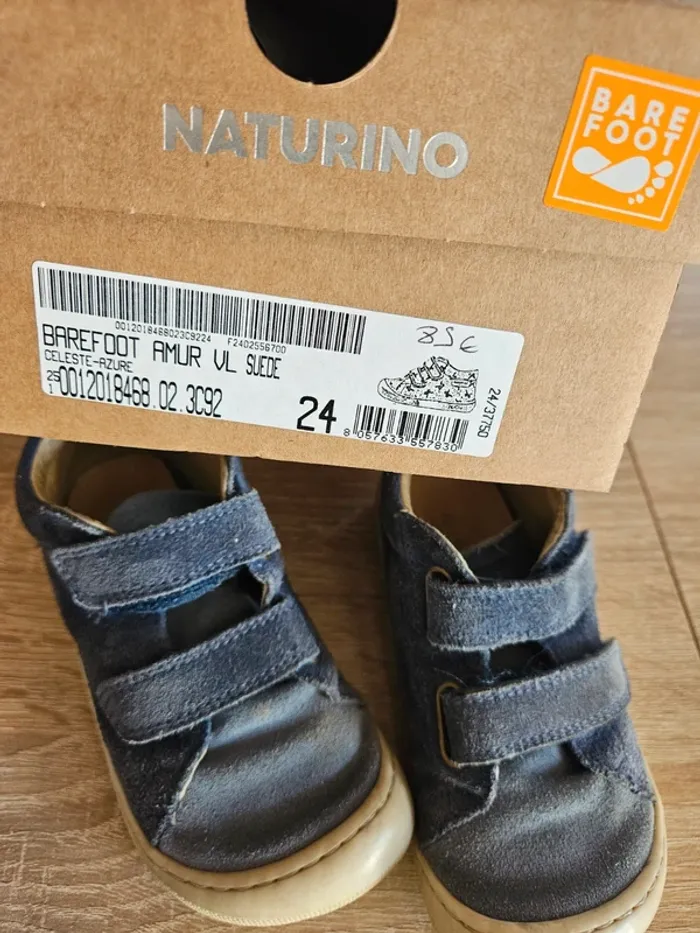 NATURINO
BARE
FOOT
0012018468023C9224 F2402556700
BAREFOOT AMUR VL SUEDE
CELESTE-AZURE
0012018468.02.3C92
24
85€
8 057633 557830
24/37750